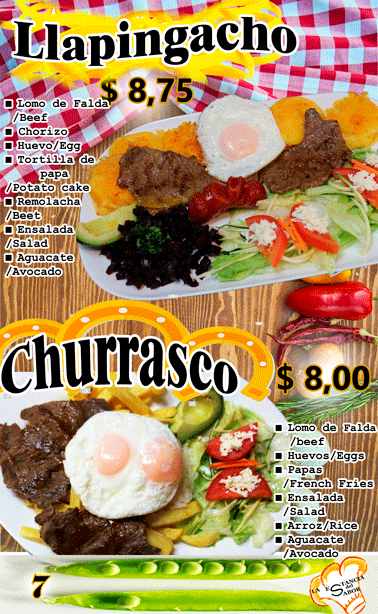 Llapingacho
$ 8,75
■ Lomo de Falda
/Beef
■ Chorizo
■ Huevo/Egg
■ Tortilla de
papa
/Potato cake
■ Remolacha
/Beet
■ Ensalada
/Salad
■ Aguacate
/Avocado
Churrasco
$ 8,00
■ Lomo de Falda
/beef
■ Huevos/Eggs
■ Papas
/French Fries
■ Ensalada
/Salad
■ Arroz/Rice
■ Aguacate
/Avocado
7
LA ESTANCIA
del
SABOR